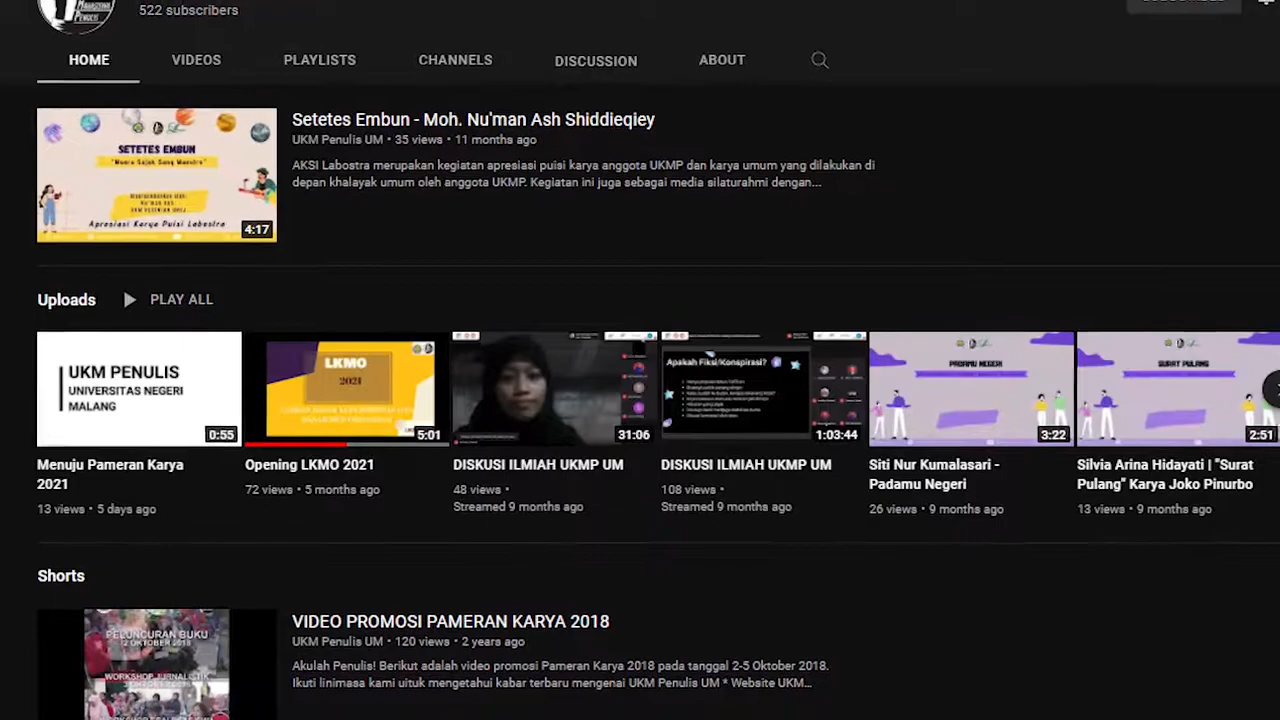 PENULIS
522 subscribers
HOME
VIDEOS
PLAYLISTS
CHANNELS
DISCUSSION
ABOUT
SETETES EMBUN
Apresiasi Karya Puisi Labostra
4:17
Setetes Embun - Moh. Nu'man Ash Shiddieqiey
UKM Penulis UM • 35 views • 11 months ago
AKSI Labostra merupakan kegiatan apresiasi puisi karya anggota UKMP dan karya umum yang dilakukan di
depan khalayak umum oleh anggota UKMP. Kegiatan ini juga sebagai media silaturahmi dengan...
Uploads
PLAY ALL
UKM PENULIS
UNIVERSITAS NEGERI
MALANG
0:55
Menuju Pameran Karya
2021
13 views • 5 days ago
LKMO
2021
5:01
Opening LKMO 2021
72 views • 5 months ago
31:06
DISKUSI ILMIAH UKMP UM
48 views •
Streamed 9 months ago
Apakah Fiksi/Konspirasi?
1:03:44
DISKUSI ILMIAH UKMP UM
108 views •
Streamed 9 months ago
PADAMU NEGERI
3:22
Siti Nur Kumalasari -
Padamu Negeri
26 views • 9 months ago
SURAT PULANG
2:51
Silvia Arina Hidayati | "Surat
Pulang" Karya Joko Pinurbo
13 views • 9 months ago
Shorts
PELUNCURAN BUKU
12 OKTOBER 2018
WORKSHOP JURNALISTIK
VIDEO PROMOSI PAMERAN KARYA 2018
UKM Penulis UM • 120 views • 2 years ago
Akulah Penulis! Berikut adalah video promosi Pameran Karya 2018 pada tanggal 2-5 Oktober 2018.
Ikuti linimasa kami uituk mengetahui kabar terbaru mengenai UKM Penulis UM * Website UKM...